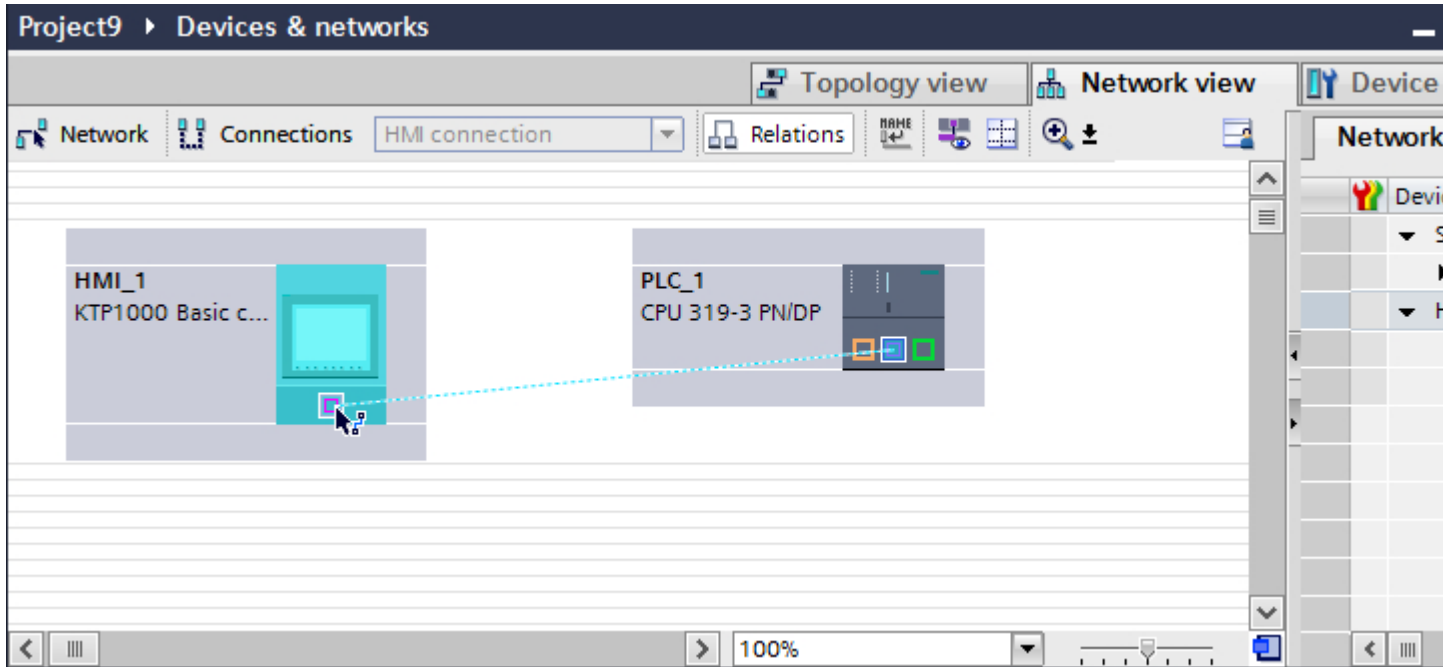 Project9 ▸ Devices & networks
Topology view Network view Device
Network Connections HMI connection Relations NAME
Network
HMI_1
KTP1000 Basic c...
PLC_1
CPU 319-3 PN/DP
100%